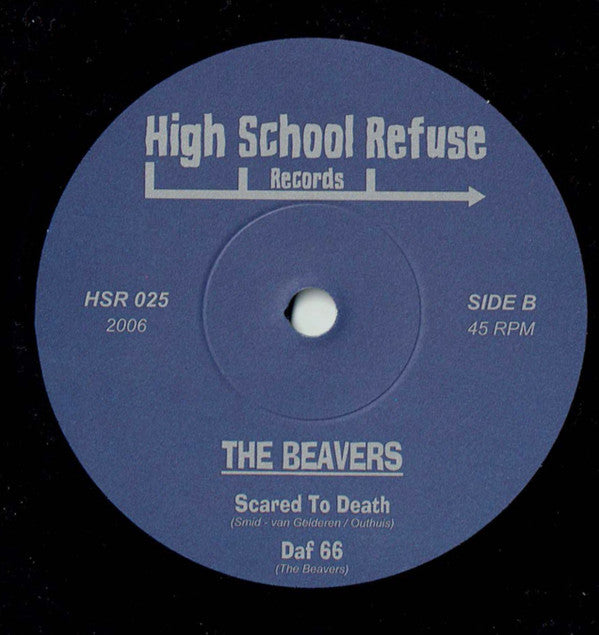 High School Refuse
Records
HSR 025
2006
SIDE B
45 RPM
THE BEAVERS
Scared To Death
(Smid - van Gelderen / Outhuis)
Daf 66
(The Beavers)